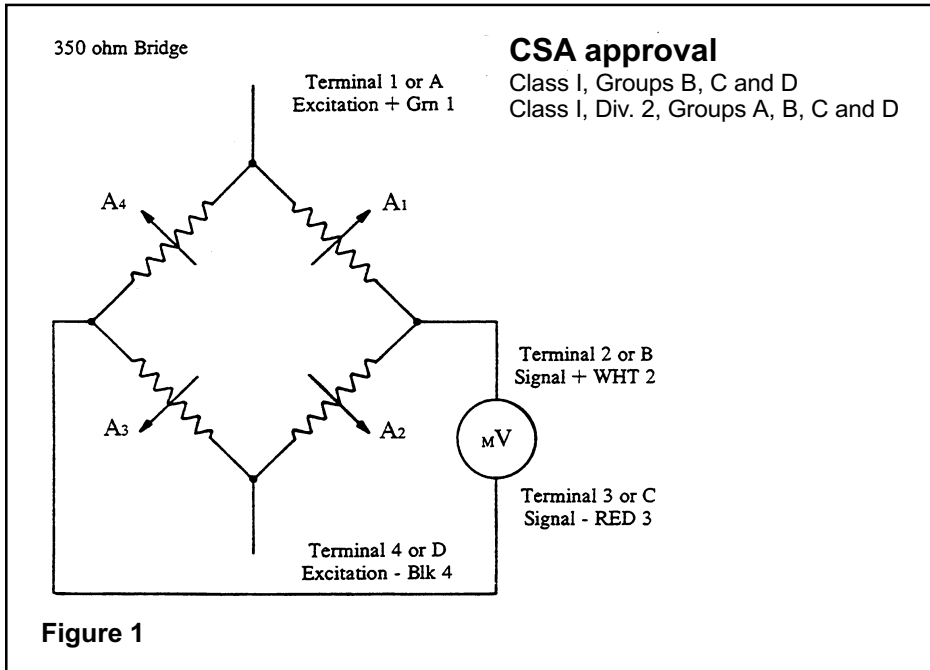 350 ohm Bridge
CSA approval
Class I, Groups B, C and D
Class I, Div. 2, Groups A, B, C and D
Terminal 1 or A
Excitation + Grn 1
A4
A1
Terminal 2 or B
Signal + WHT 2
A3
A2
MV
Terminal 3 or C
Signal - RED 3
Terminal 4 or D
Excitation - Blk 4
Figure 1